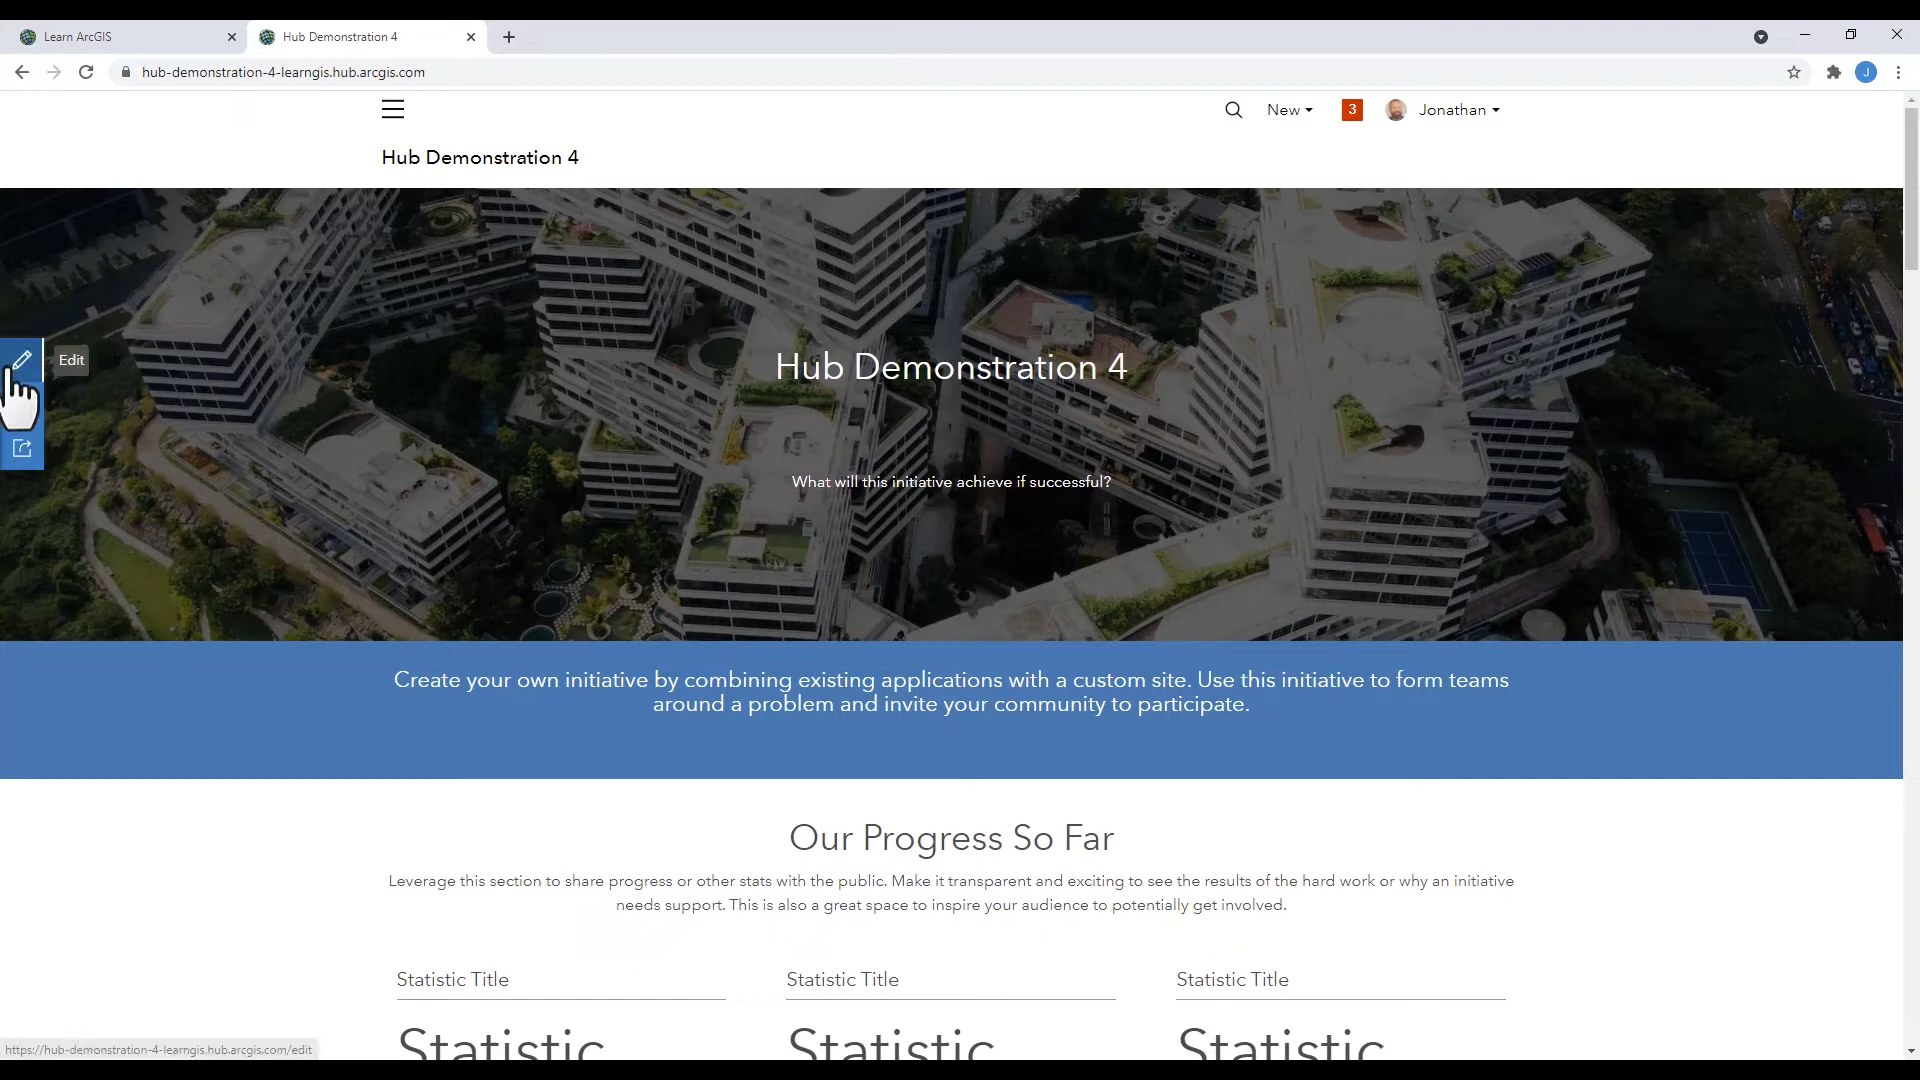 Learn ArcGIS
Hub Demonstration 4
hub-demonstration-4-learngis.hub.arcgis.com
J
New
3
Jonathan
Hub Demonstration 4
Edit
Hub Demonstration 4
What will this initiative achieve if successful?
Create your own initiative by combining existing applications with a custom site. Use this initiative to form teams
around a problem and invite your community to participate.
Our Progress So Far
Leverage this section to share progress or other stats with the public. Make it transparent and exciting to see the results of the hard work or why an initiative
needs support. This is also a great space to inspire your audience to potentially get involved.
Statistic Title
Statistic Title
Statistic Title
Statistic
Statistic
Statistic
https://hub-demonstration-4-learngis.hub.arcgis.com/edit